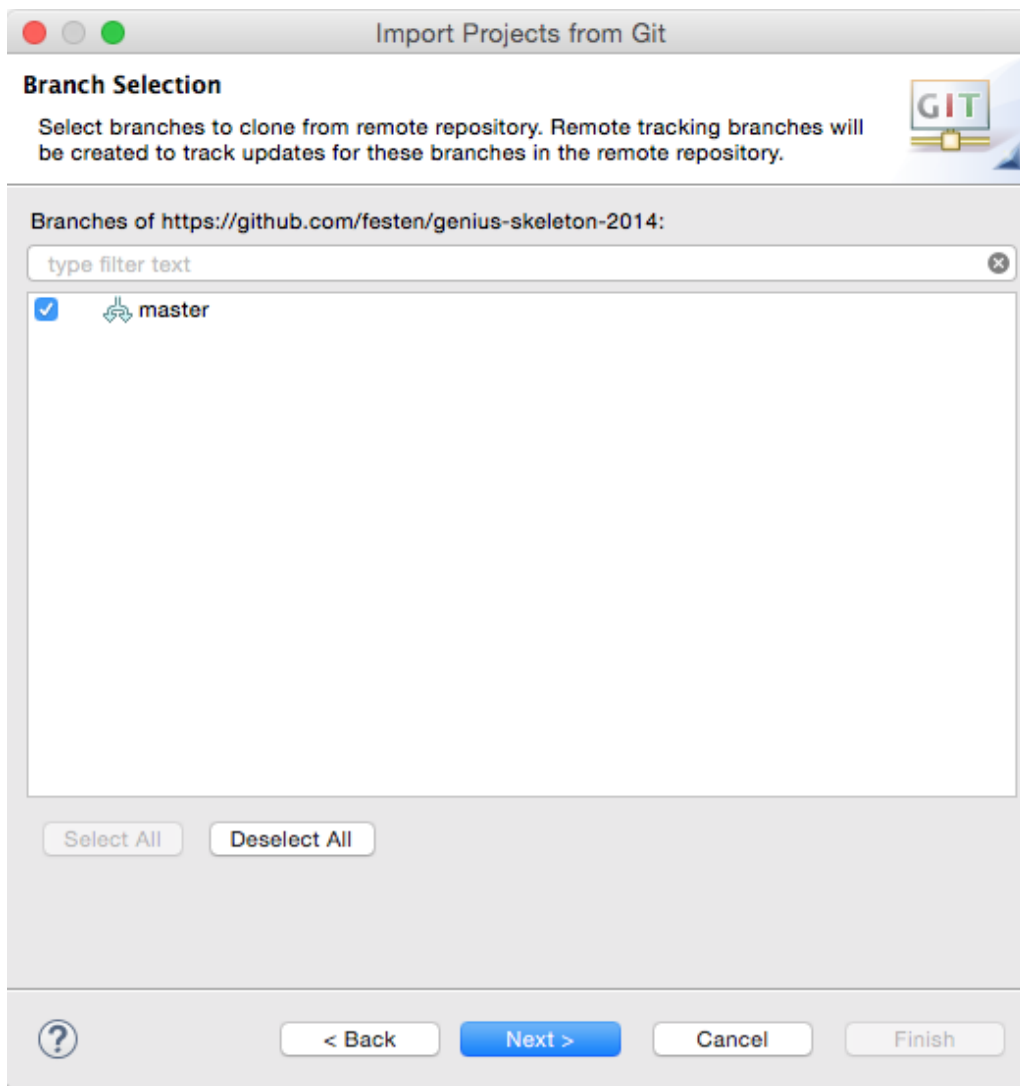 Import Projects from Git
Branch Selection
Select branches to clone from remote repository. Remote tracking branches will
be created to track updates for these branches in the remote repository.
GIT
Branches of https://github.com/festen/genius-skeleton-2014:
type filter text
master
Select All Deselect All
? < Back Next > Cancel Finish